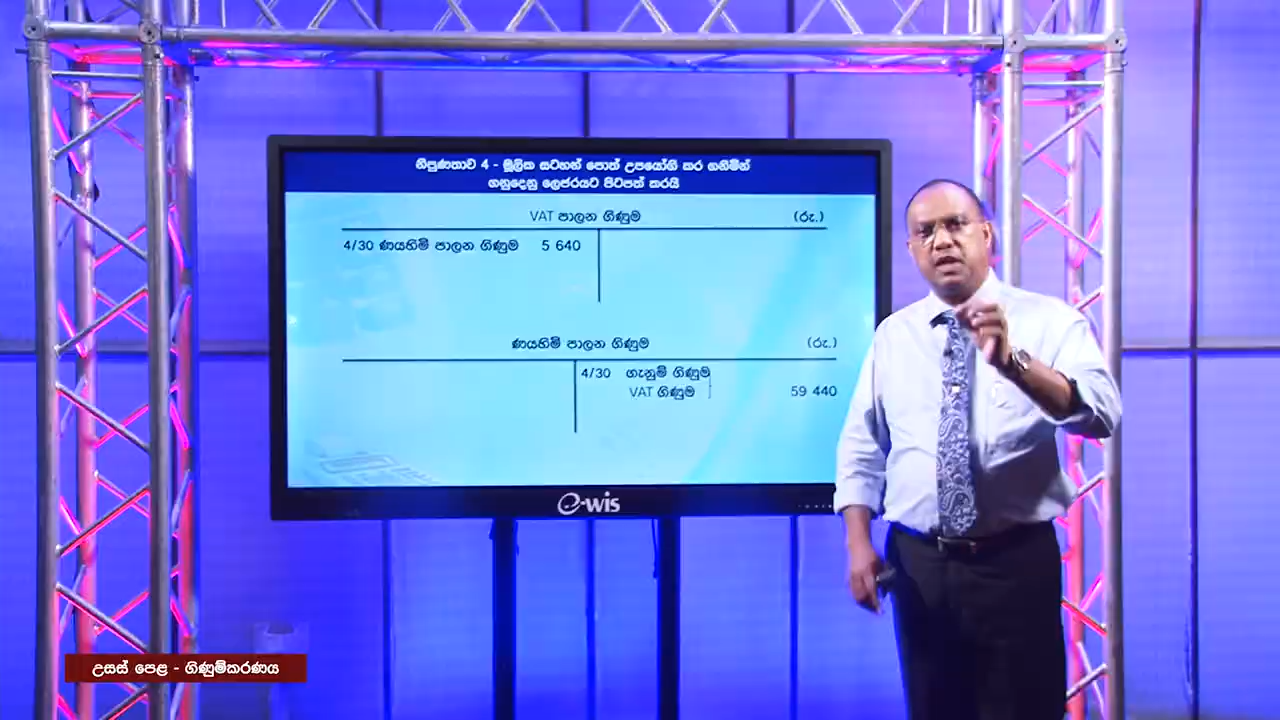 නිපුණතාව 4 - මූලික සටහන් පොත් උපයෝගී කර ගනිමින්
ගනුදෙනු ලෙජරයට පිටපත් කරයි
VAT පාලන ගිණුම (රු.)
4/30 ණයහිමි පාලන ගිණුම 5 640
ණයහිමි පාලන ගිණුම (රු.)
4/30 ගැනුම් ගිණුම
VAT ගිණුම 59 440
e-wis
උසස් පෙළ - ගිණුම්කරණය